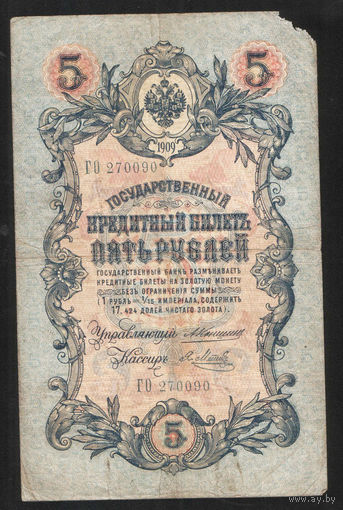 5 5
1909
ГО 270090
ГОСУДАРСТВЕННЫЙ
КРЕДИТНЫЙ БИЛЕТЪ
ПЯТЬ РУБЛЕЙ
ГОСУДАРСТВЕННЫЙ БАНКЪ РАЗМѢНИВАЕТЪ
КРЕДИТНЫЕ БИЛЕТЫ НА ЗОЛОТУЮ МОНЕТУ
БЕЗЪ ОГРАНИЧЕНІЯ СУММЫ
(1 РУБЛЬ = 1/15 ИМПЕРІАЛА, СОДЕРЖИТЪ
17,424 ДОЛЕЙ ЧИСТАГО ЗОЛОТА).
Управляющій
Кассиръ
ГО 270090
5
www.ay.by